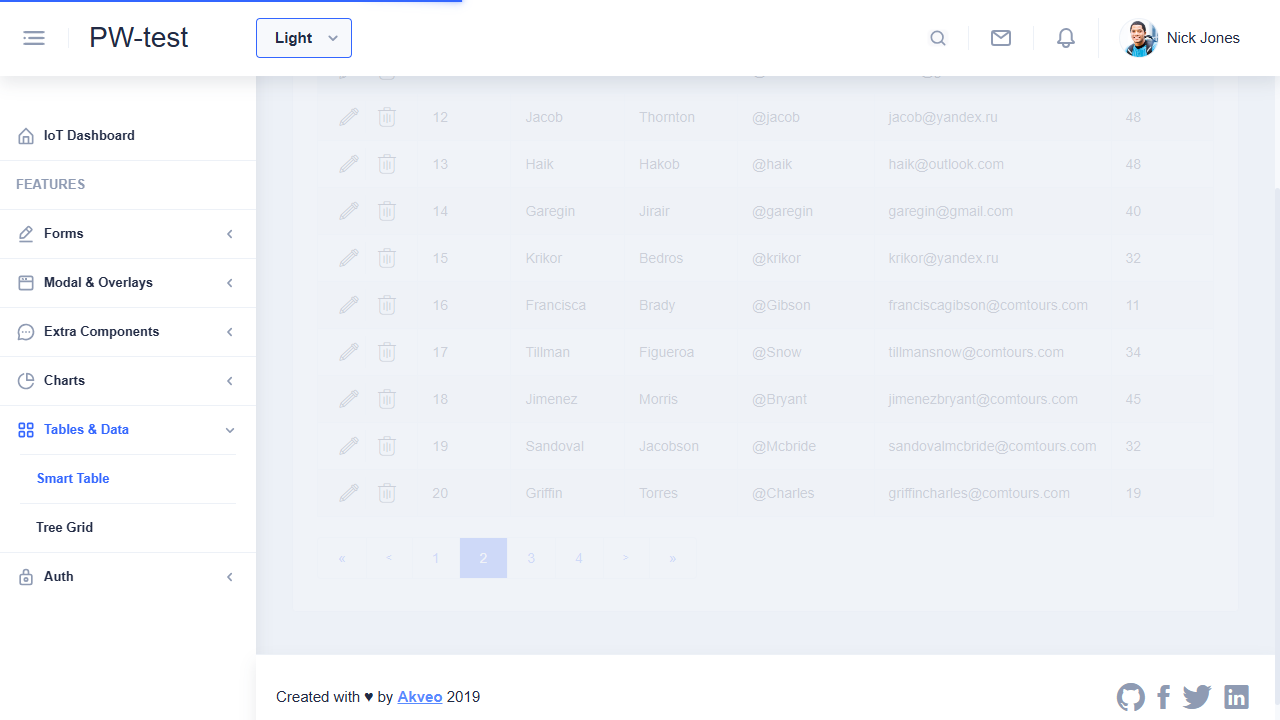 PW-test
Light
Nick Jones
IoT Dashboard
FEATURES
Forms
Modal & Overlays
Extra Components
Charts
Tables & Data
Smart Table
Tree Grid
Auth
12 Jacob Thornton @jacob jacob@yandex.ru 48
13 Haik Hakob @haik haik@outlook.com 48
14 Garegin Jirair @garegin garegin@gmail.com 40
15 Krikor Bedros @krikor krikor@yandex.ru 32
16 Francisca Brady @Gibson franciscagibson@comtours.com 11
17 Tillman Figueroa @Snow tillmansnow@comtours.com 34
18 Jimenez Morris @Bryant jimenezbryant@comtours.com 45
19 Sandoval Jacobson @Mcbride sandovalmcbride@comtours.com 32
20 Griffin Torres @Charles griffincharles@comtours.com 19
« < 1 2 3 4 > »
Created with ♥ by Akveo 2019